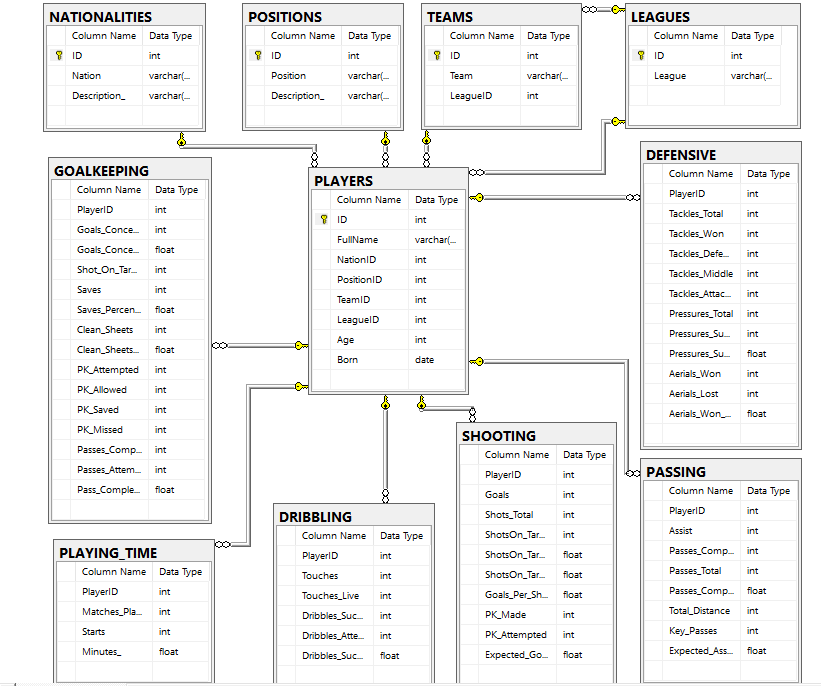 NATIONALITIES
Column Name Data Type
ID int
Nation varchar(...
Description_ varchar(...
POSITIONS
Column Name Data Type
ID int
Position varchar(...
Description_ varchar(...
TEAMS
Column Name Data Type
ID int
Team varchar(...
LeagueID int
LEAGUES
Column Name Data Type
ID int
League varchar(...
GOALKEEPING
Column Name Data Type
PlayerID int
Goals_Conce... int
Goals_Conce... float
Shot_On_Tar... int
Saves int
Saves_Percen... float
Clean_Sheets int
Clean_Sheets... float
PK_Attempted int
PK_Allowed int
PK_Saved int
PK_Missed int
Passes_Comp... int
Passes_Attem... int
Pass_Comple... float
PLAYERS
Column Name Data Type
ID int
FullName varchar(...
NationID int
PositionID int
TeamID int
LeagueID int
Age int
Born date
DEFENSIVE
Column Name Data Type
PlayerID int
Tackles_Total int
Tackles_Won int
Tackles_Defe... int
Tackles_Middle int
Tackles_Attac... int
Pressures_Total int
Pressures_Su... int
Pressures_Su... float
Aerials_Won int
Aerials_Lost int
Aerials_Won_... float
PLAYING_TIME
Column Name Data Type
PlayerID int
Matches_Pla... int
Starts int
Minutes_ float
DRIBBLING
Column Name Data Type
PlayerID int
Touches int
Touches_Live int
Dribbles_Suc... int
Dribbles_Atte... int
Dribbles_Suc... float
SHOOTING
Column Name Data Type
PlayerID int
Goals int
Shots_Total int
ShotsOn_Tar... int
ShotsOn_Tar... float
ShotsOn_Tar... float
Goals_Per_Sh... float
PK_Made int
PK_Attempted int
Expected_Go... float
PASSING
Column Name Data Type
PlayerID int
Assist int
Passes_Comp... int
Passes_Total int
Passes_Comp... float
Total_Distance int
Key_Passes int
Expected_Ass... float